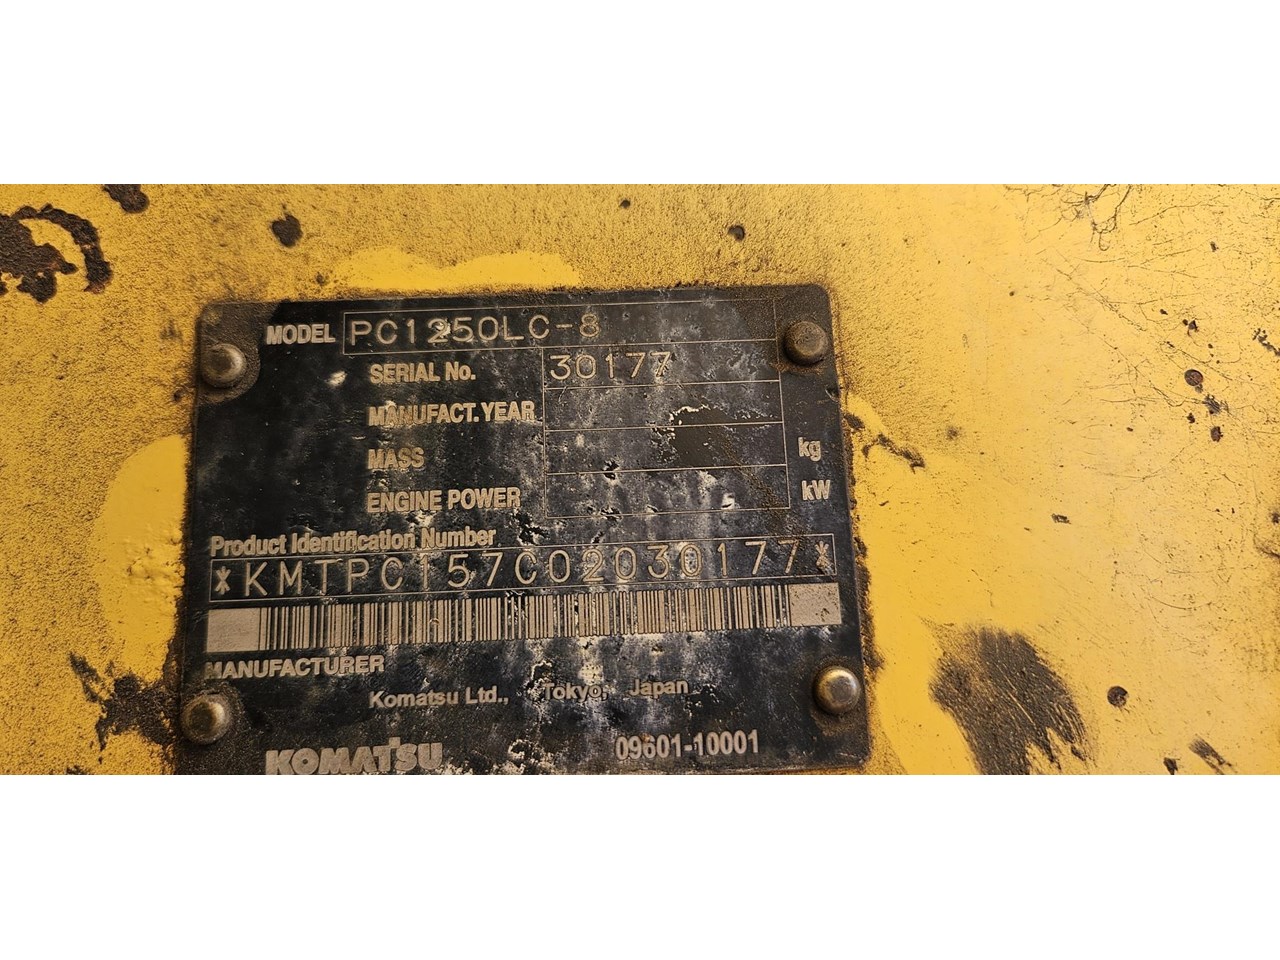 MODEL PC1250LC-8
SERIAL No. 30177
MANUFACT. YEAR
MASS kg
ENGINE POWER kW
Product Identification Number
*KMTPC157C02030177*
MANUFACTURER
Komatsu Ltd., Tokyo, Japan
KOMATSU 09601-10001